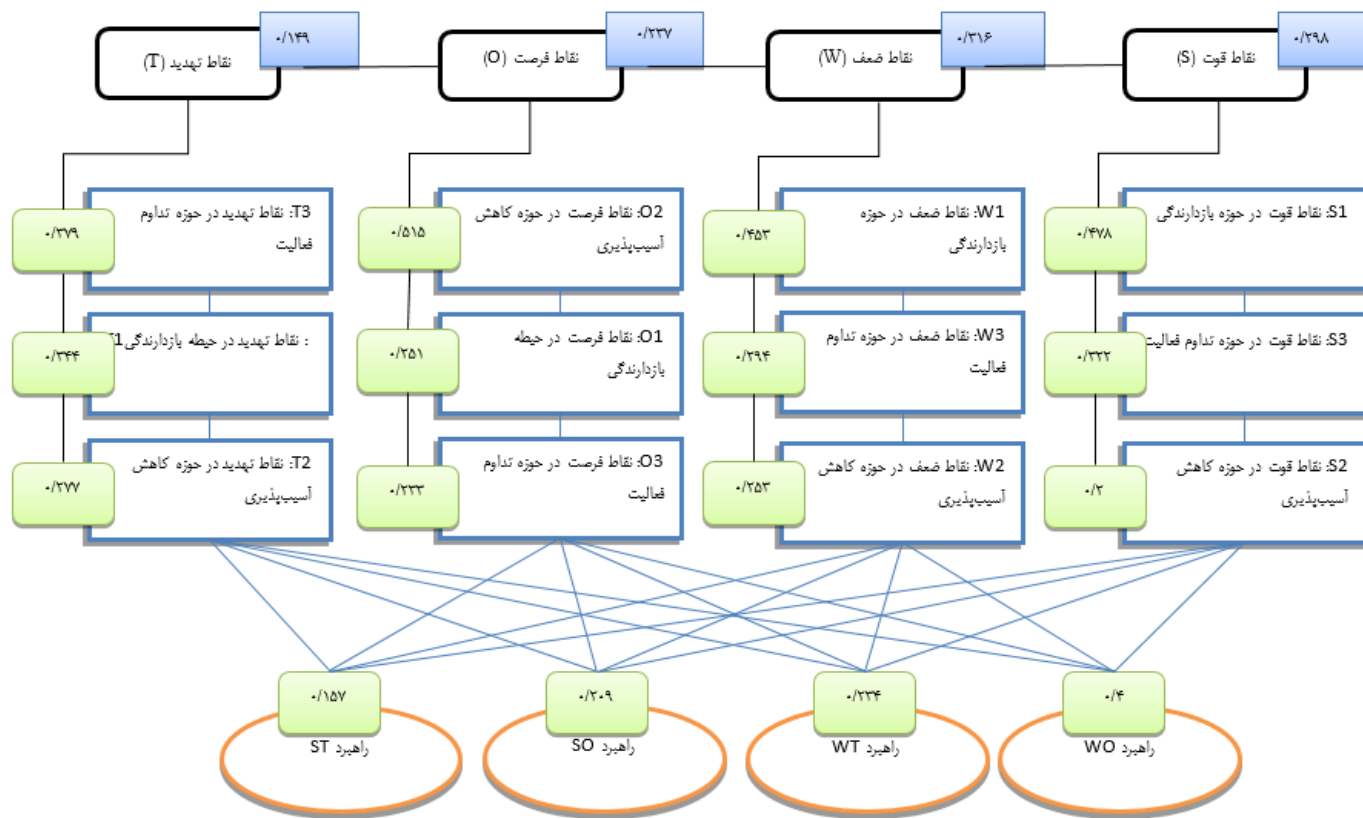 ۰/۲۹۸
نقاط قوت (S)
۰/۳۱۶
نقاط ضعف (W)
۰/۲۳۷
نقاط فرصت (O)
۰/۱۴۹
نقاط تهدید (T)
S1: نقاط قوت در حوزه بازدارندگی
۰/۴۷۸
S3: نقاط قوت در حوزه تداوم فعالیت
۰/۳۲۲
S2: نقاط قوت در حوزه کاهش
آسیب‌پذیری
۰/۲
W1: نقاط ضعف در حوزه
بازدارندگی
۰/۴۵۳
W3: نقاط ضعف در حوزه تداوم
فعالیت
۰/۲۹۴
W2: نقاط ضعف در حوزه کاهش
آسیب‌پذیری
۰/۲۵۳
O2: نقاط فرصت در حوزه کاهش
آسیب‌پذیری
۰/۵۱۵
O1: نقاط فرصت در حیطه
بازدارندگی
۰/۲۵۱
O3: نقاط فرصت در حوزه تداوم
فعالیت
۰/۲۳۳
T3: نقاط تهدید در حوزه تداوم
فعالیت
۰/۳۷۹
: نقاط تهدید در حیطه بازدارندگیT1
۰/۳۴۴
T2: نقاط تهدید در حوزه کاهش
آسیب‌پذیری
۰/۲۷۷
۰/۴
راهبرد WO
۰/۲۳۴
راهبرد WT
۰/۲۰۹
راهبرد SO
۰/۱۵۷
راهبرد ST